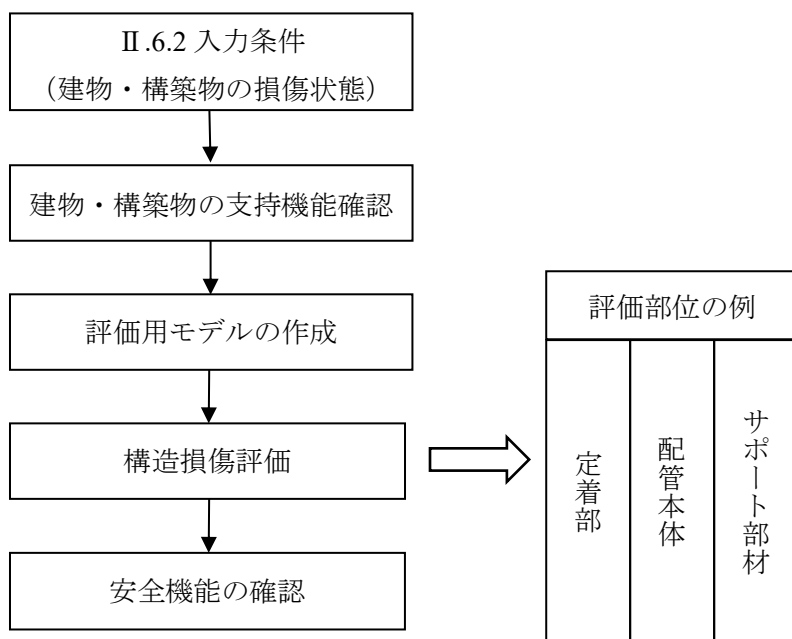 Ⅱ.6.2 入力条件
(建物・構築物の損傷状態)
建物・構築物の支持機能確認
評価用モデルの作成
構造損傷評価
安全機能の確認
評価部位の例
定着部
配管本体
サポート部材